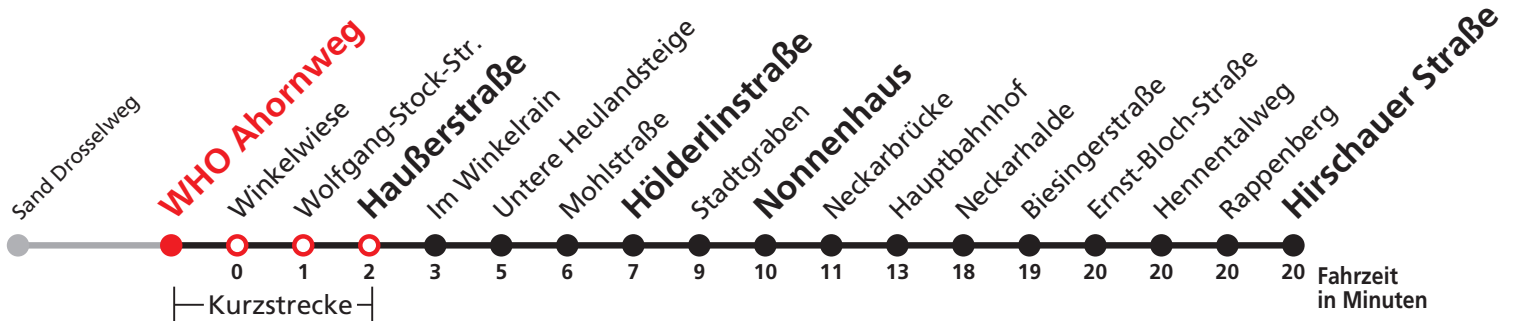 Sand Drosselweg
WHO Ahornweg
Winkelwiese
Wolfgang-Stock-Str.
Haußerstraße
Im Winkelrain
Untere Heulandsteige
Mohlstraße
Hölderlinstraße
Stadtgraben
Nonnenhaus
Neckarbrücke
Hauptbahnhof
Neckarhalde
Biesingerstraße
Ernst-Bloch-Straße
Hennentalweg
Rappenberg
Hirschauer Straße
0 1 2 3 5 6 7 9 10 11 13 18 19 20 20 20 20
Fahrzeit
in Minuten
Kurzstrecke